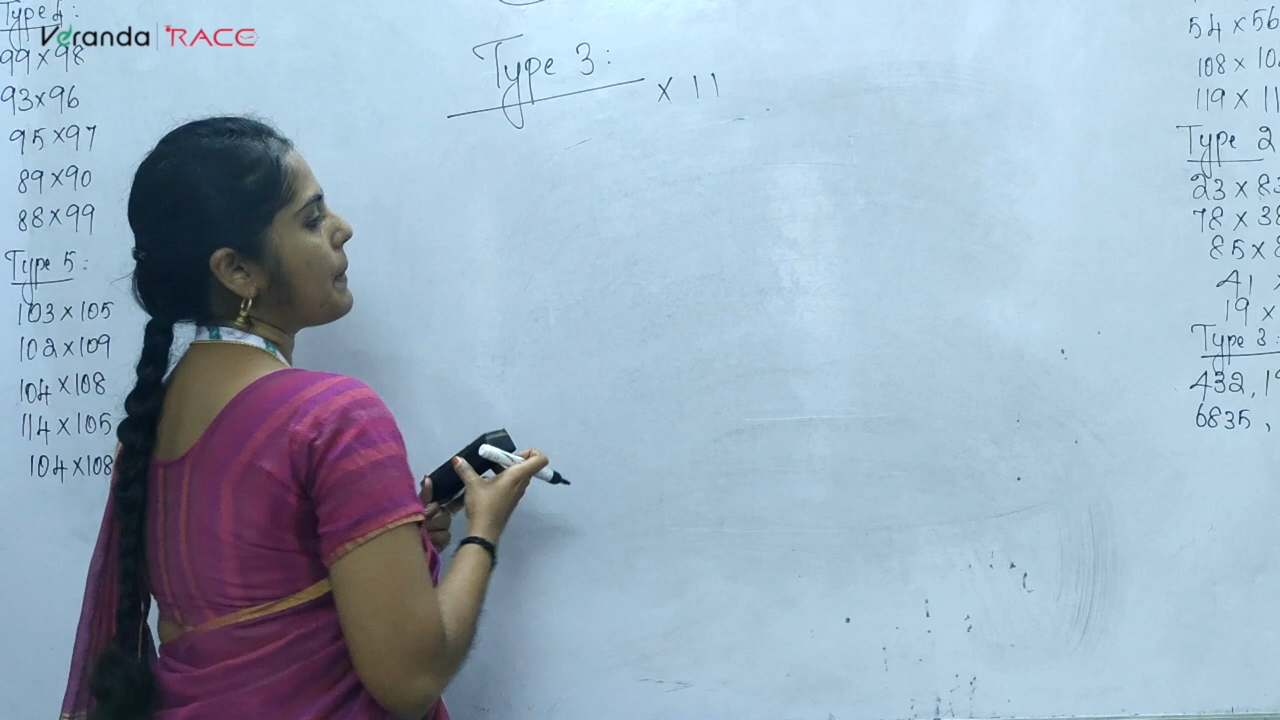 Type 4:
Veranda RACE
99 x 98
93 x 96
95 x 97
89 x 90
88 x 99
Type 5:
103 x 105
102 x 109
104 x 108
114 x 105
104 x 108
Type 3:
x 11
54 x 56
108 x 10
119 x 11
Type 2
23 x 83
78 x 38
85 x 8
41 x
19 x
Type 3:
432, 19
6835,